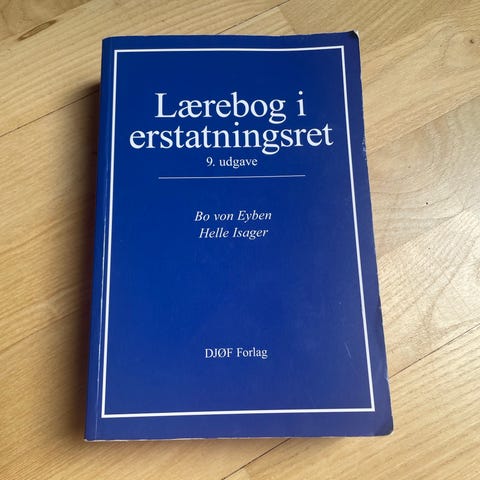 Lærebog i
erstatningsret
9. udgave
Bo von Eyben
Helle Isager
DJØF Forlag